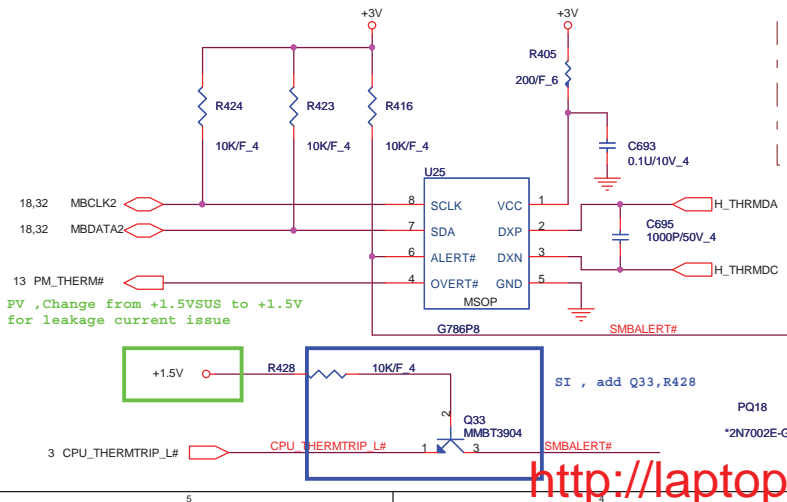 +3V +3V
R405
200/F_6
R424 R423 R416
10K/F_4 10K/F_4 10K/F_4
C693
0.1U/10V_4
U25
18,32 MBCLK2 8 SCLK VCC 1 H_THRMDA
18,32 MBDATA2 7 SDA DXP 2
C695
1000P/50V_4
6 ALERT# DXN 3 H_THRMDC
13 PM_THERM# 4 OVERT# GND 5
MSOP
PV ,Change from +1.5VSUS to +1.5V
for leakage current issue
G786P8 SMBALERT#
+1.5V R428 10K/F_4
SI , add Q33,R428
2
Q33
MMBT3904
PQ18
*2N7002E-G
3 CPU_THERMTRIP_L# CPU_THERMTRIP_L# 1 3 SMBALERT#
http://laptop
5 4